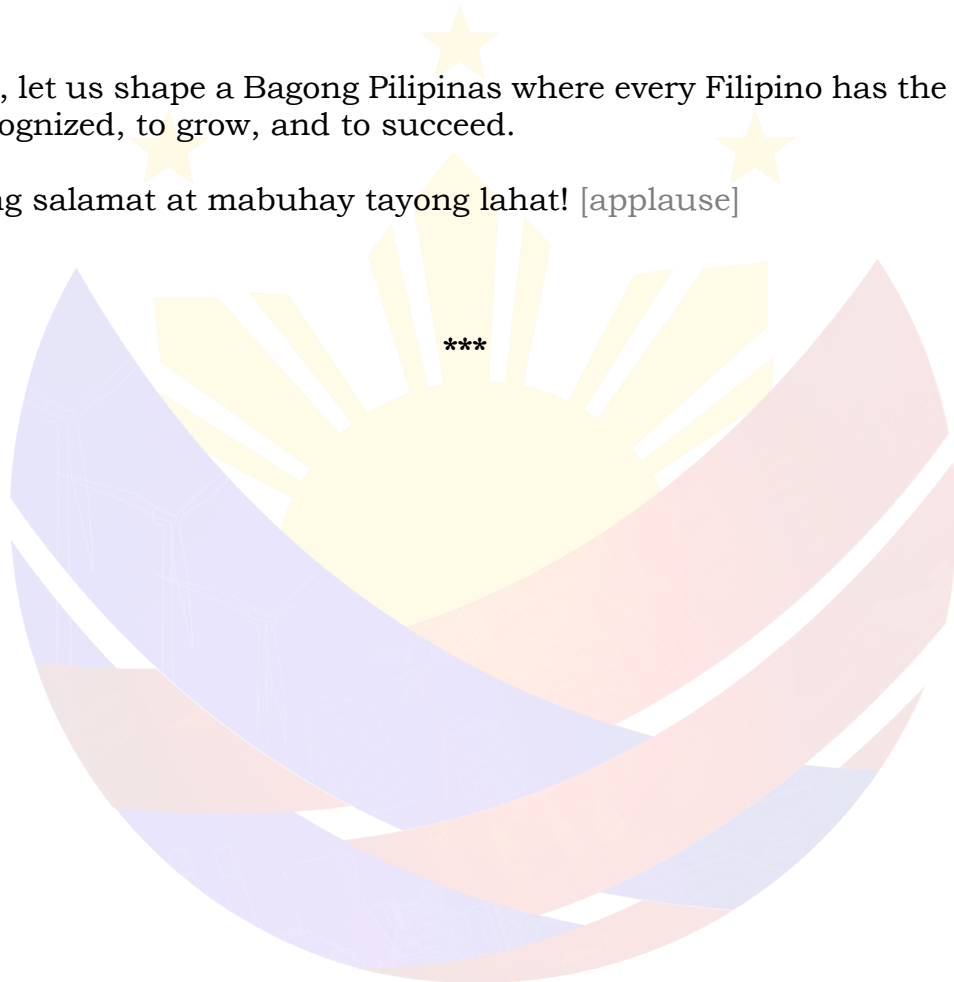 , let us shape a Bagong Pilipinas where every Filipino has the
ognized, to grow, and to succeed.
ng salamat at mabuhay tayong lahat! [applause]
***